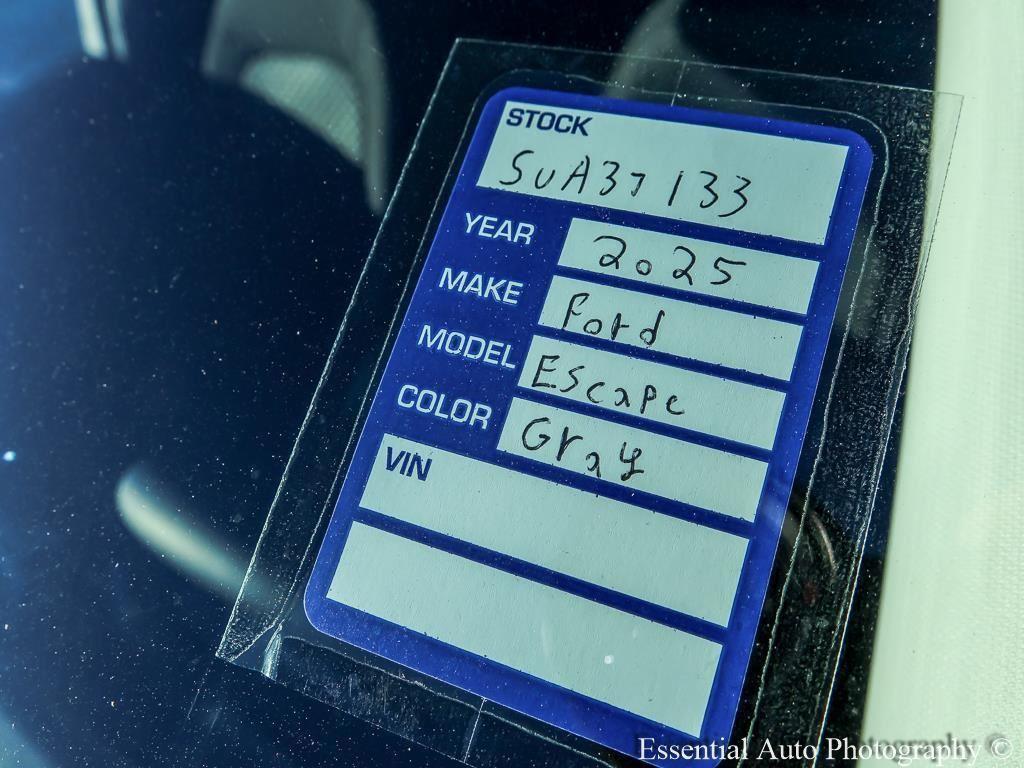 STOCK
SUA37133
YEAR 2025
MAKE Ford
MODEL Escape
COLOR Gray
VIN
Essential Auto Photography ©